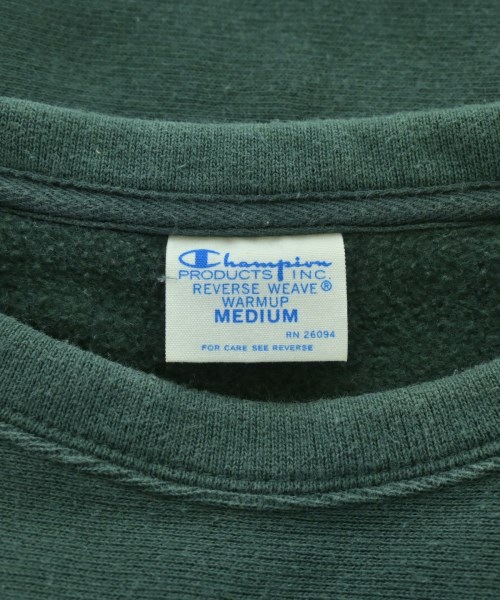 Champion
PRODUCTS INC.
REVERSE WEAVE®
WARMUP
MEDIUM
RN 26094
FOR CARE SEE REVERSE